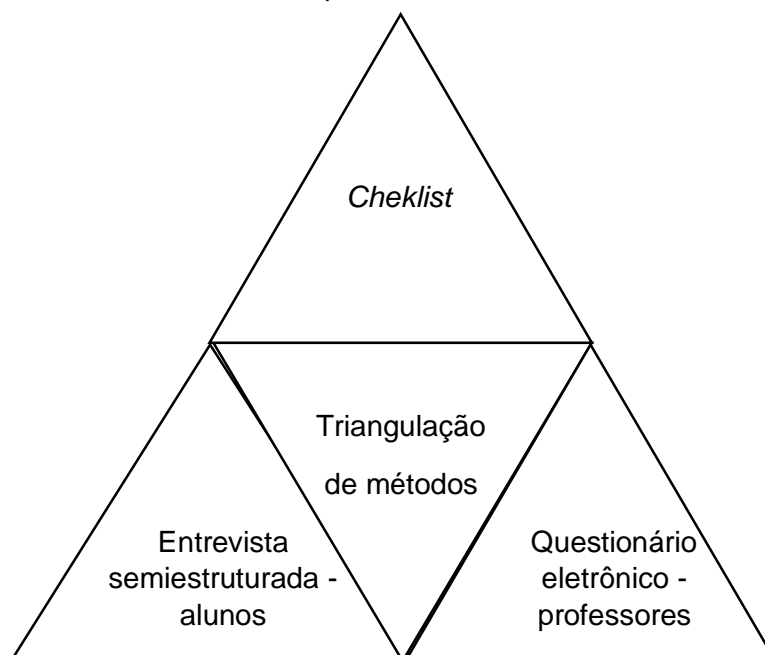 Cheklist
Triangulação
de métodos
Entrevista
semiestruturada -
alunos
Questionário
eletrônico -
professores